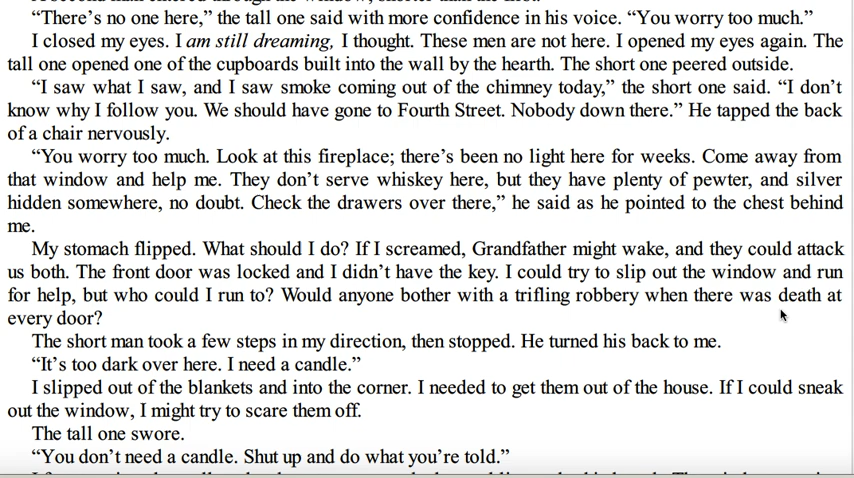 “There’s no one here,” the tall one said with more confidence in his voice. “You worry too much.”
I closed my eyes. I am still dreaming, I thought. These men are not here. I opened my eyes again. The
tall one opened one of the cupboards built into the wall by the hearth. The short one peered outside.
“I saw what I saw, and I saw smoke coming out of the chimney today,” the short one said. “I don’t
know why I follow you. We should have gone to Fourth Street. Nobody down there.” He tapped the back
of a chair nervously.
“You worry too much. Look at this fireplace; there’s been no light here for weeks. Come away from
that window and help me. They don’t serve whiskey here, but they have plenty of pewter, and silver
hidden somewhere, no doubt. Check the drawers over there,” he said as he pointed to the chest behind
me.
My stomach flipped. What should I do? If I screamed, Grandfather might wake, and they could attack
us both. The front door was locked and I didn’t have the key. I could try to slip out the window and run
for help, but who could I run to? Would anyone bother with a trifling robbery when there was death at
every door?
The short man took a few steps in my direction, then stopped. He turned his back to me.
“It’s too dark over here. I need a candle.”
I slipped out of the blankets and into the corner. I needed to get them out of the house. If I could sneak
out the window, I might try to scare them off.
The tall one swore.
“You don’t need a candle. Shut up and do what you’re told.”